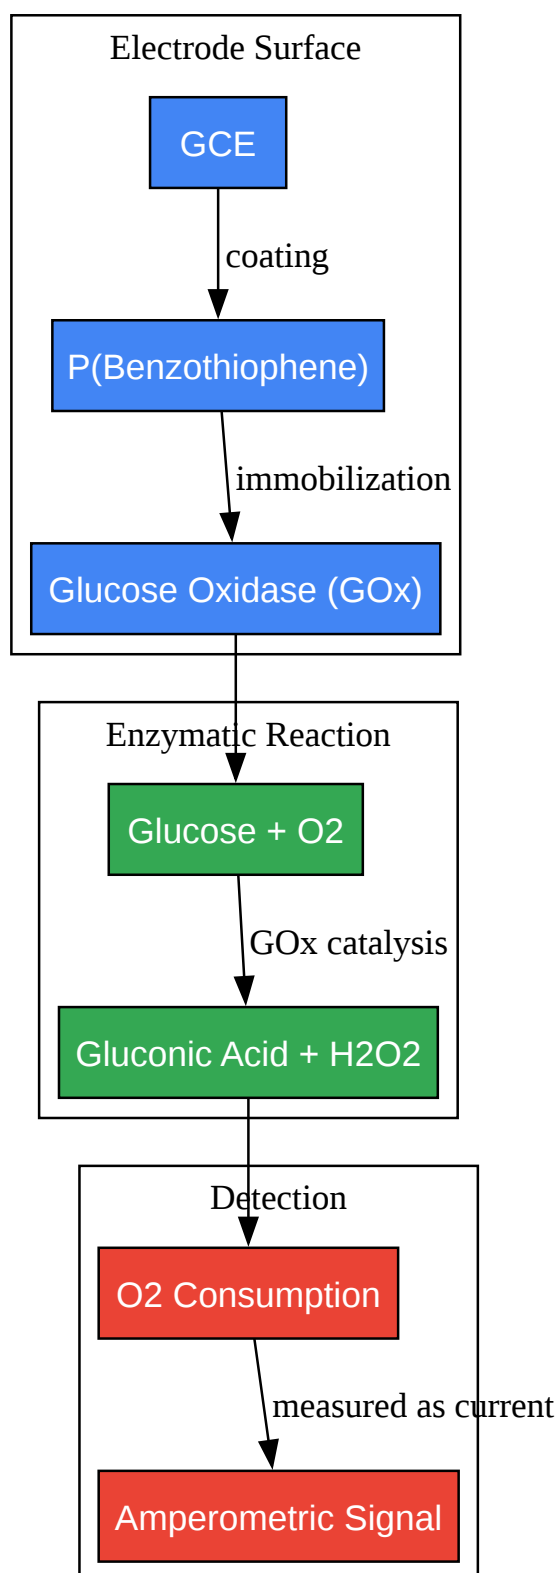 Electrode Surface
GCE
coating
P(Benzothiophene)
immobilization
Glucose Oxidase (GOx)
Enzymatic Reaction
Glucose + O2
GOx catalysis
Gluconic Acid + H2O2
Detection
O2 Consumption
measured as current
Amperometric Signal